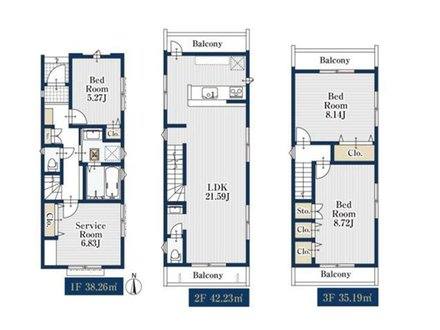 Bed
Room
5.27J
Clo.
Clo.
Service
Room
6.83J
N
1F 38.26㎡
Balcony
LDK
21.59J
Balcony
2F 42.23㎡
Balcony
Bed
Room
8.14J
Clo.
Bed
Room
8.72J
Sto.
Clo.
Clo.
Balcony
3F 35.19㎡